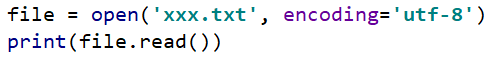 file = open('xxx.txt', encoding='utf-8')
print(file.read())